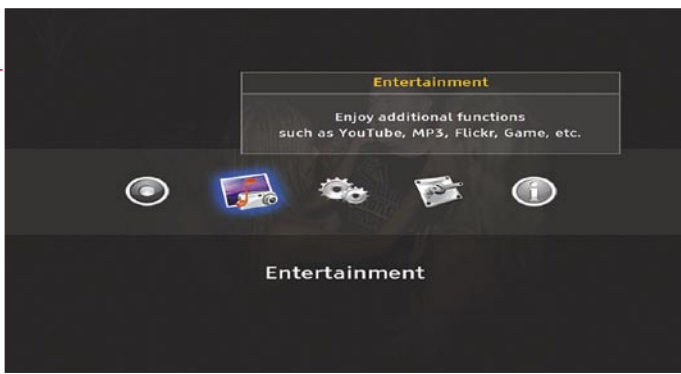 Entertainment
Enjoy additional functions
such as YouTube, MP3, Flickr, Game, etc.
Entertainment